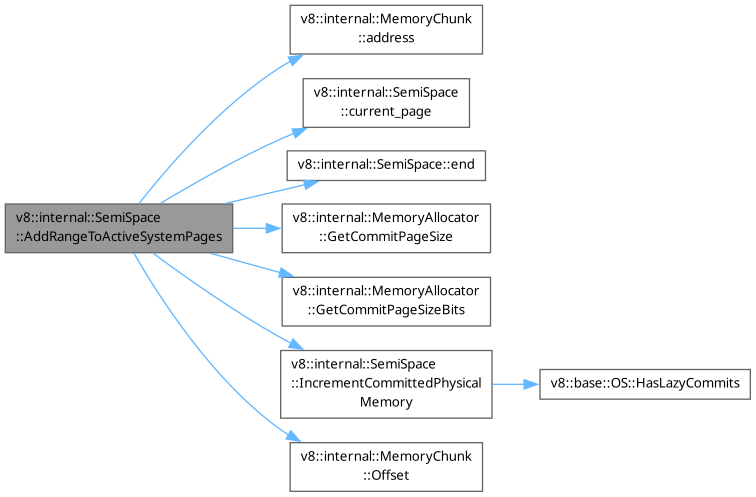 v8::internal::MemoryChunk
::address
v8::internal::SemiSpace
::current_page
v8::internal::SemiSpace::end
v8::internal::SemiSpace
::AddRangeToActiveSystemPages
v8::internal::MemoryAllocator
::GetCommitPageSize
v8::internal::MemoryAllocator
::GetCommitPageSizeBits
v8::internal::SemiSpace
::IncrementCommittedPhysical
Memory
v8::base::OS::HasLazyCommits
v8::internal::MemoryChunk
::Offset